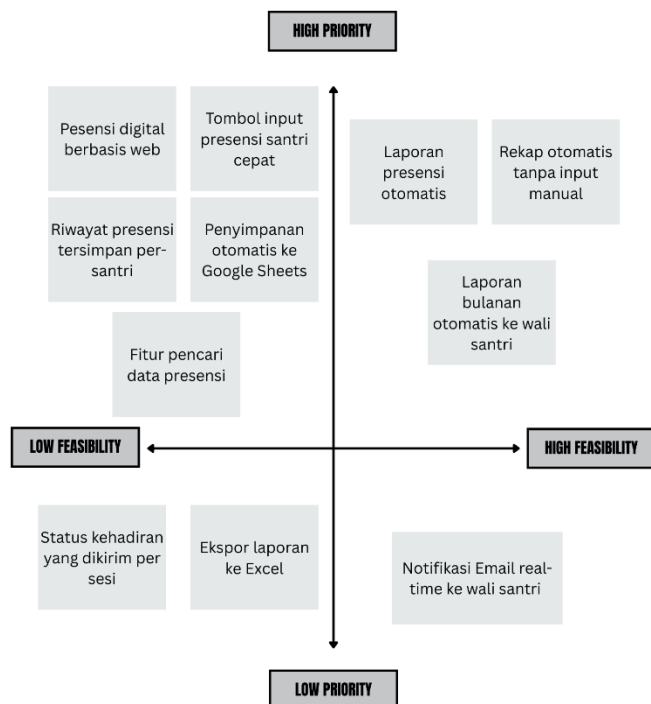 HIGH PRIORITY
Pesensi digital
berbasis web
Tombol input
presensi santri
cepat
Laporan
presensi
otomatis
Rekap otomatis
tanpa input
manual
Riwayat presensi
tersimpan per-
santri
Penyimpanan
otomatis ke
Google Sheets
Laporan
bulanan
otomatis ke wali
santri
Fitur pencari
data presensi
LOW FEASIBILITY
HIGH FEASIBILITY
Status kehadiran
yang dikirim per
sesi
Ekspor laporan
ke Excel
Notifikasi Email real-
time ke wali santri
LOW PRIORITY